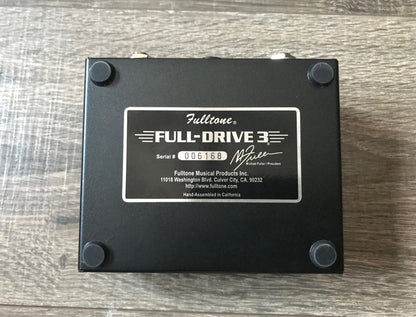 Fulltone®
FULL-DRIVE 3
Serial # 006168
Michael Fuller / President
Fulltone Musical Products Inc.
11018 Washington Blvd. Culver City, CA. 90232
http://www.fulltone.com
Hand-Assembled in California